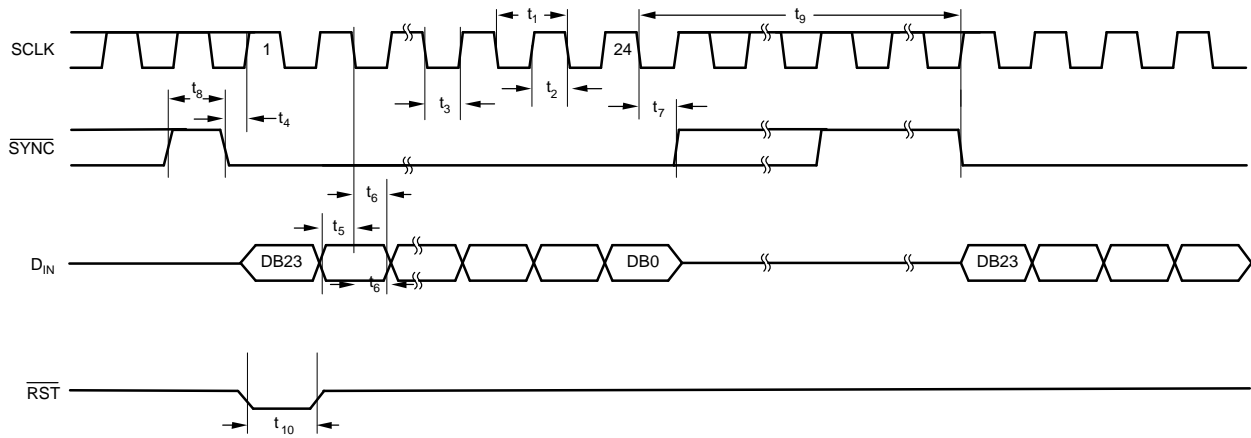 t1
t9
SCLK
1
24
t8
t4
t3
t2
t7
SYNC
t6
t5
DIN
DB23
DB0
DB23
t6
RST
t10